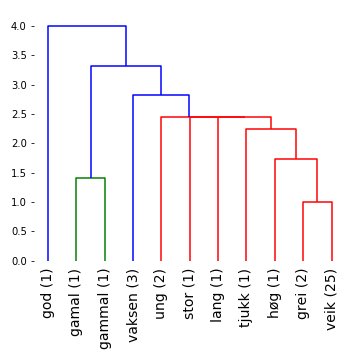 4.0
3.5
3.0
2.5
2.0
1.5
1.0
0.5
0.0
god (1)
gamal (1)
gammal (1)
vaksen (3)
ung (2)
stor (1)
lang (1)
tjukk (1)
høg (1)
grei (2)
veik (25)